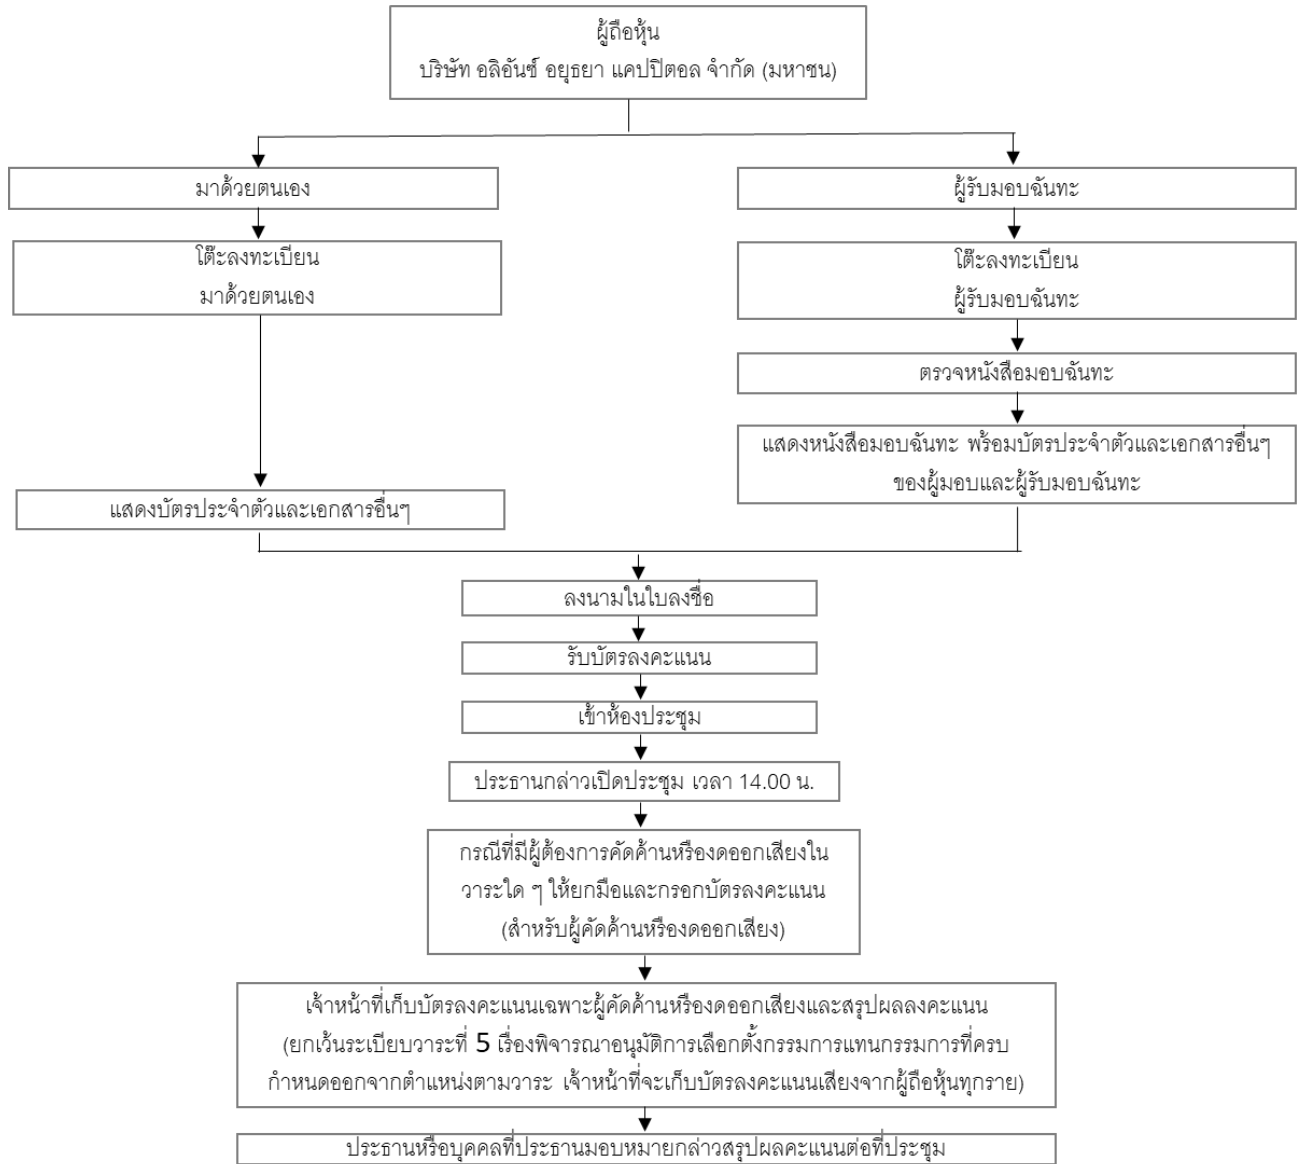 ผู้ถือหุ้น
บริษัท อลิอันซ์ อยุธยา แคปปิตอล จำกัด (มหาชน)
มาด้วยตนเอง
ผู้รับมอบฉันทะ
โต๊ะลงทะเบียน
มาด้วยตนเอง
โต๊ะลงทะเบียน
ผู้รับมอบฉันทะ
ตรวจหนังสือมอบฉันทะ
แสดงหนังสือมอบฉันทะ พร้อมบัตรประจำตัวและเอกสารอื่นๆ
ของผู้มอบและผู้รับมอบฉันทะ
แสดงบัตรประจำตัวและเอกสารอื่นๆ
ลงนามในใบลงชื่อ
รับบัตรลงคะแนน
เข้าห้องประชุม
ประธานกล่าวเปิดประชุม เวลา 14.00 น.
กรณีที่มีผู้ต้องการคัดค้านหรืองดออกเสียงใน
วาระใด ๆ ให้ยกมือและกรอกบัตรลงคะแนน
(สำหรับผู้คัดค้านหรืองดออกเสียง)
เจ้าหน้าที่เก็บบัตรลงคะแนนเฉพาะผู้คัดค้านหรืองดออกเสียงและสรุปผลลงคะแนน
(ยกเว้นระเบียบวาระที่ 5 เรื่องพิจารณาอนุมัติการเลือกตั้งกรรมการแทนกรรมการที่ครบ
กำหนดออกจากตำแหน่งตามวาระ เจ้าหน้าที่จะเก็บบัตรลงคะแนนเสียงจากผู้ถือหุ้นทุกราย)
ประธานหรือบุคคลที่ประธานมอบหมายกล่าวสรุปผลคะแนนต่อที่ประชุม